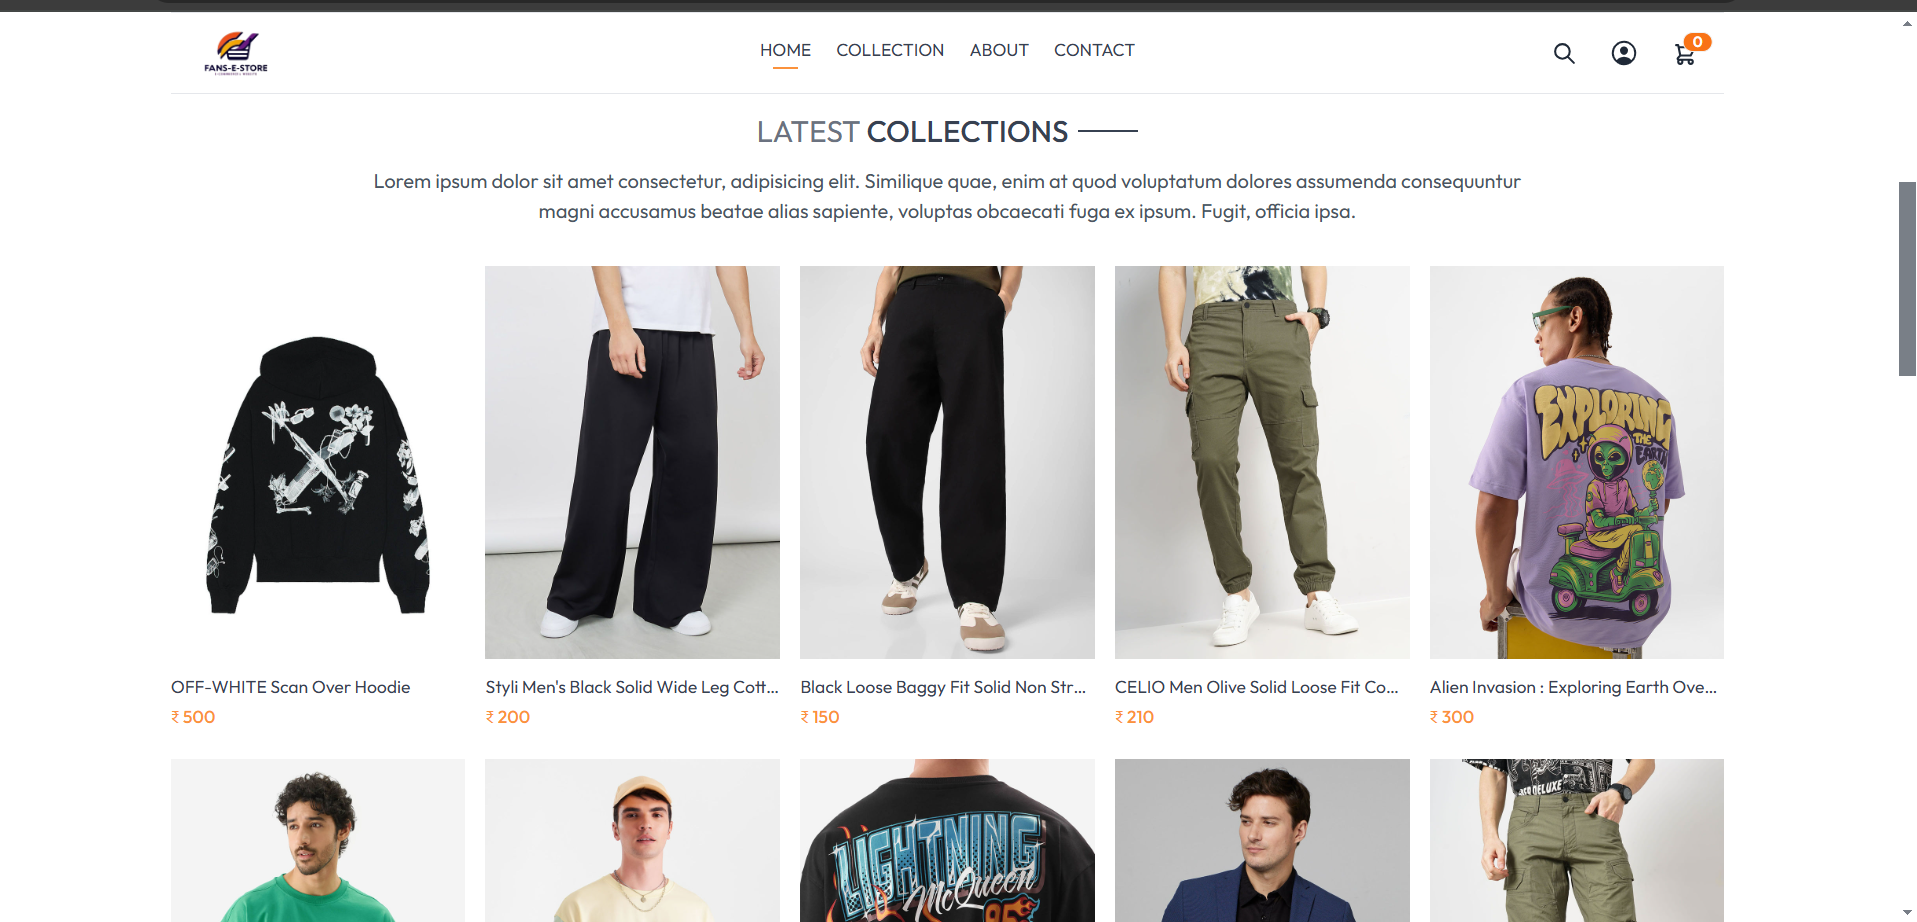 FANS-E-STORE
HOME
COLLECTION
ABOUT
CONTACT
0
LATEST COLLECTIONS
Lorem ipsum dolor sit amet consectetur, adipisicing elit. Similique quae, enim at quod voluptatum dolores assumenda consequuntur
magni accusamus beatae alias sapiente, voluptas obcaecati fuga ex ipsum. Fugit, officia ipsa.
EXPLORING
THE
EARTH
OFF-WHITE Scan Over Hoodie
₹ 500
Styli Men's Black Solid Wide Leg Cott...
₹ 200
Black Loose Baggy Fit Solid Non Str...
₹ 150
CELIO Men Olive Solid Loose Fit Co...
₹ 210
Alien Invasion : Exploring Earth Ove...
₹ 300
LIGHTNING
McQueen
95
DELUXE